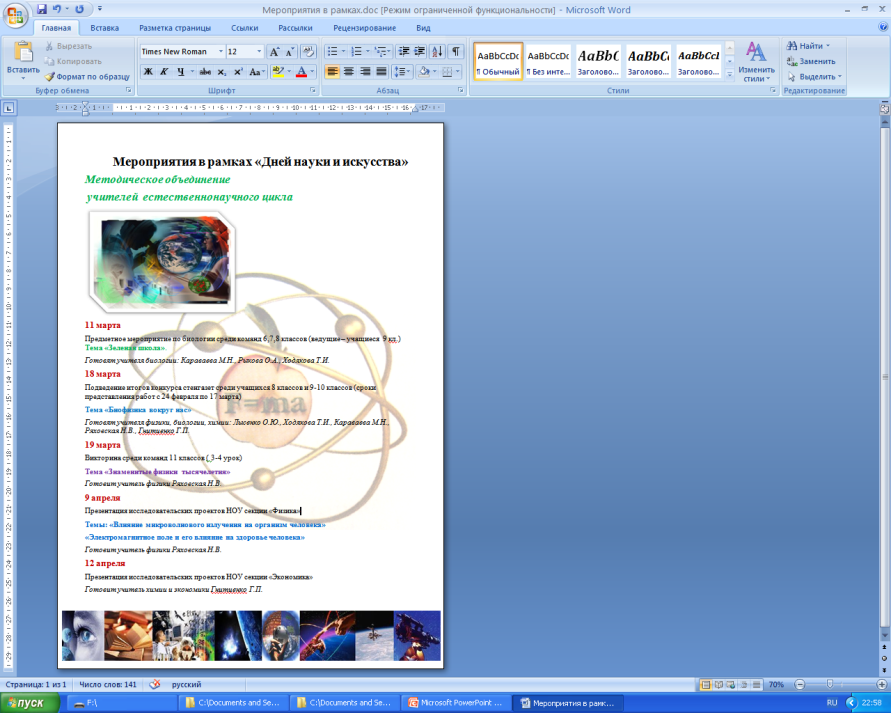 Мероприятия в рамках.doc [Режим ограниченной функциональности] - Microsoft Word
Главная Вставка Разметка страницы Ссылки Рассылки Рецензирование Вид
Вставить
Вырезать
Копировать
Формат по образцу
Буфер обмена
Times New Roman 12
Ж К Ч abc x₂ x² Aa
Шрифт
Абзац
AaBbCcDc AaBbCcDc AaBbC AaBbCc AaBbCcI
¶ Обычный ¶ Без инте... Заголово... Заголово... Заголово...
Изменить стили
Стили
Найти
Заменить
Выделить
Редактирование
Мероприятия в рамках «Дней науки и искусства»
Методическое объединение
учителей естественнонаучного цикла
11 марта
Предметное мероприятие по биологии среди команд 6,7,8 классов (ведущие – учащиеся 9 кл.)
Тема «Зеленая школа»
Готовят учителя биологии: Караваева М.Н., Рыкова О.А., Ходякова Т.И.
18 марта
Подведение итогов конкурса стенгазет среди учащихся 8 классов и 9-10 классов (сроки
представления работ с 24 февраля по 17 марта)
F=ma
Тема «Биофизика вокруг нас»
Готовят учителя физики, биологии, химии: Лысенко О.Ю., Ходякова Т.И., Караваева М.Н.,
Ряховская Н.В., Гнитиенко Г.П.
19 марта
Викторина среди команд 11 классов ( 3-4 урок)
Тема «Знаменитые физики тысячелетия»
Готовит учитель физики Ряховская Н.В.
9 апреля
Презентация исследовательских проектов НОУ секции «Физика»
Темы: «Влияние микроволнового излучения на организм человека»
«Электромагнитное поле и его влияние на здоровье человека»
Готовит учитель физики Ряховская Н.В.
12 апреля
Презентация исследовательских проектов НОУ секции «Экономика»
Готовит учитель химии и экономики Гнитиенко Г.П.
Страница: 1 из 1 Число слов: 141 русский 70%
пуск F:\ C:\Documents and Se... C:\Documents and Se... Microsoft PowerPoint ... Мероприятия в рамк... RU 22:58